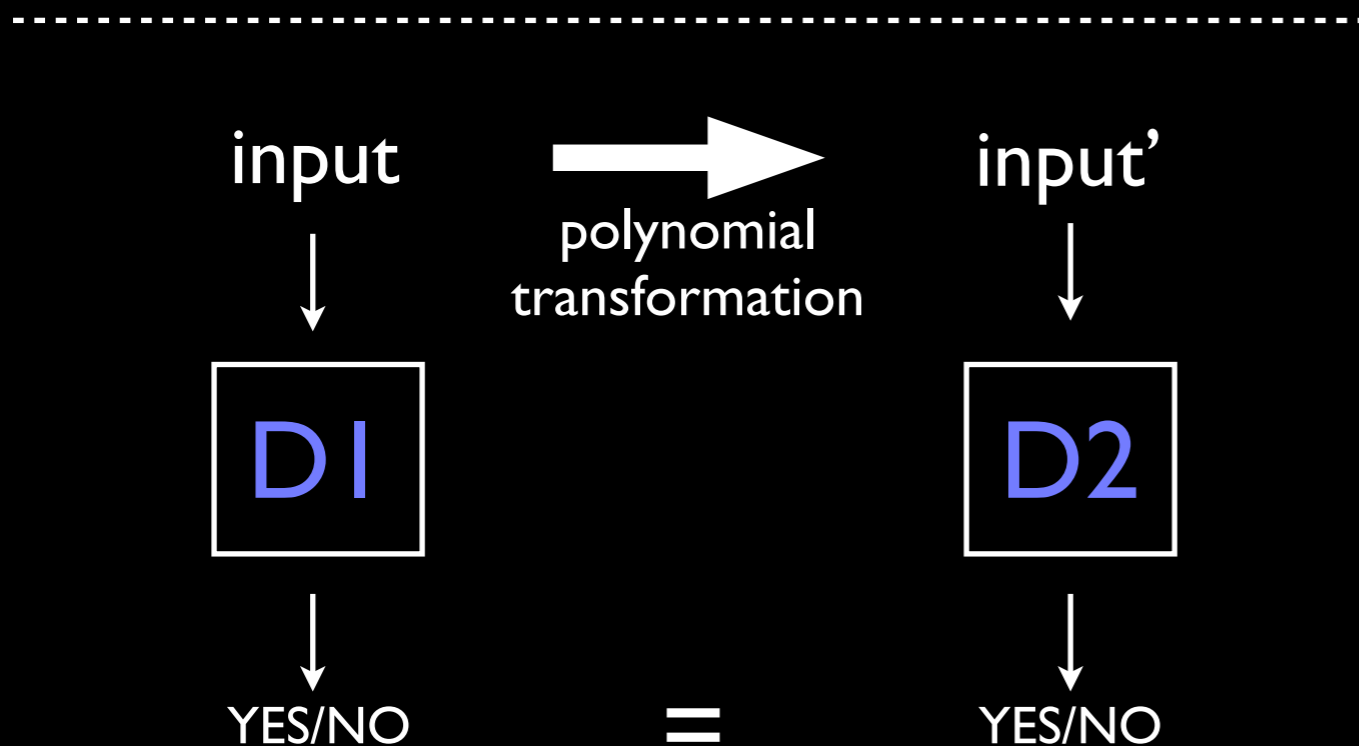 input
input’
polynomial
transformation
D1
D2
YES/NO
=
YES/NO